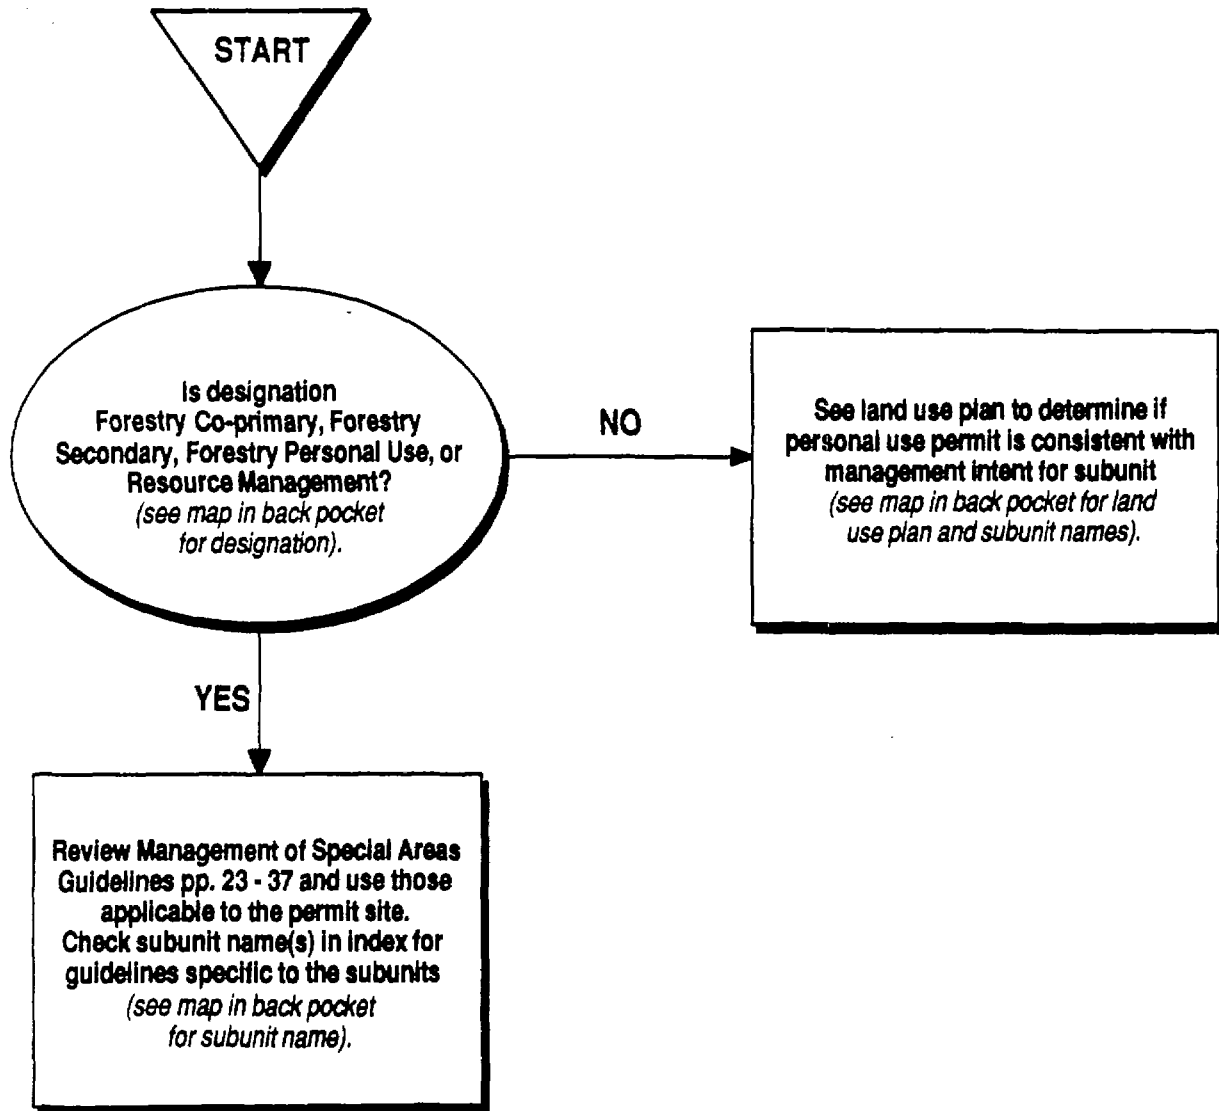 START
Is designation
Forestry Co-primary, Forestry
Secondary, Forestry Personal Use, or
Resource Management?
(see map in back pocket
for designation).
NO
See land use plan to determine if
personal use permit is consistent with
management intent for subunit
(see map in back pocket for land
use plan and subunit names).
YES
Review Management of Special Areas
Guidelines pp. 23 - 37 and use those
applicable to the permit site.
Check subunit name(s) in index for
guidelines specific to the subunits
(see map in back pocket
for subunit name).